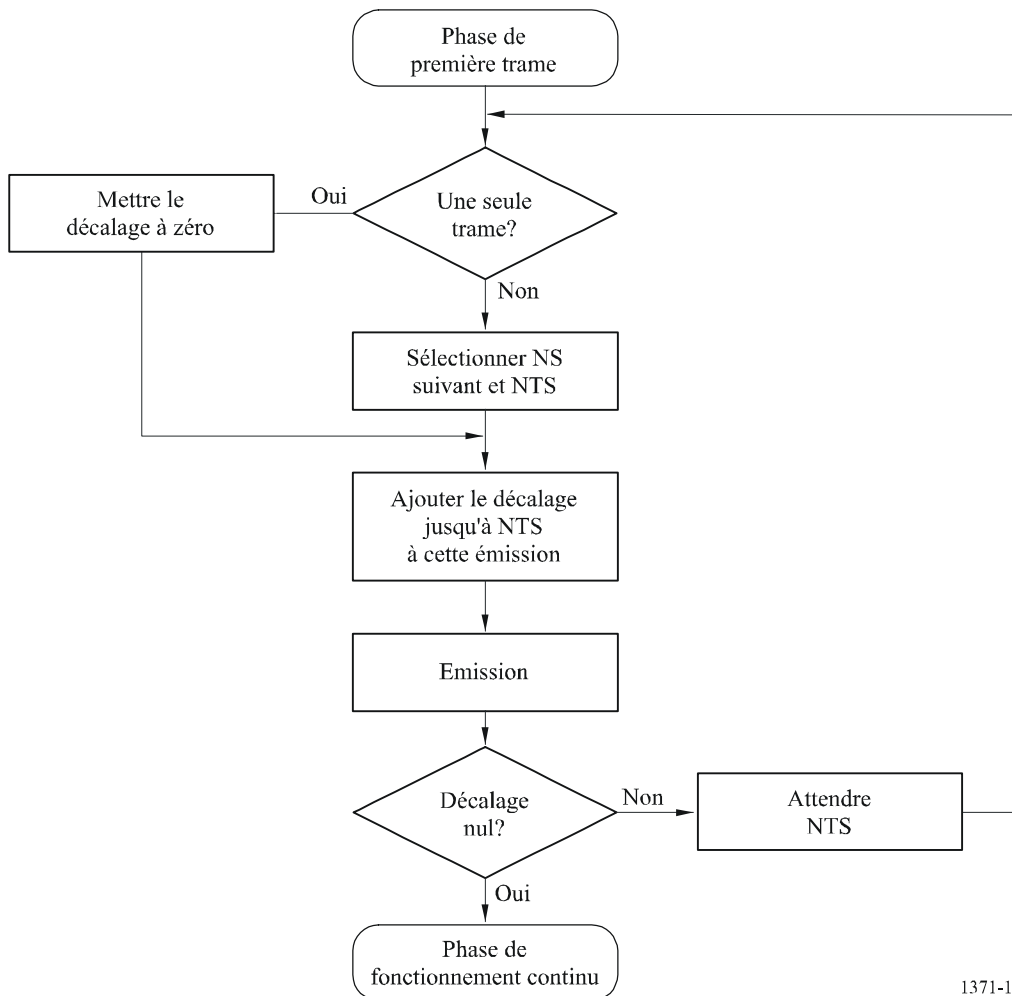 Phase de
première trame
Mettre le
décalage à zéro
Oui
Une seule
trame?
Non
Sélectionner NS
suivant et NTS
Ajouter le décalage
jusqu'à NTS
à cette émission
Emission
Décalage
nul?
Non
Attendre
NTS
Oui
Phase de
fonctionnement continu
1371-1